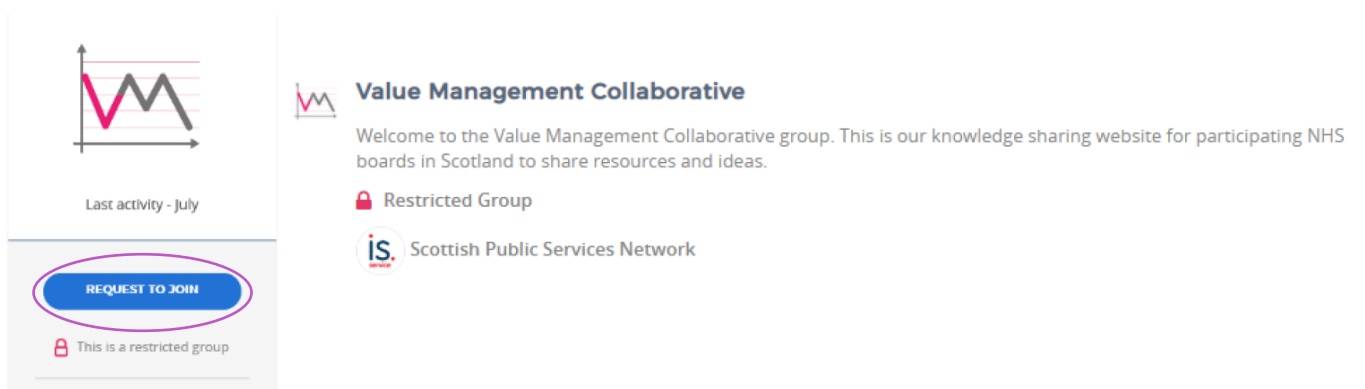 Last activity - July
REQUEST TO JOIN
This is a restricted group
Value Management Collaborative
Welcome to the Value Management Collaborative group. This is our knowledge sharing website for participating NHS
boards in Scotland to share resources and ideas.
Restricted Group
is.
service
Scottish Public Services Network